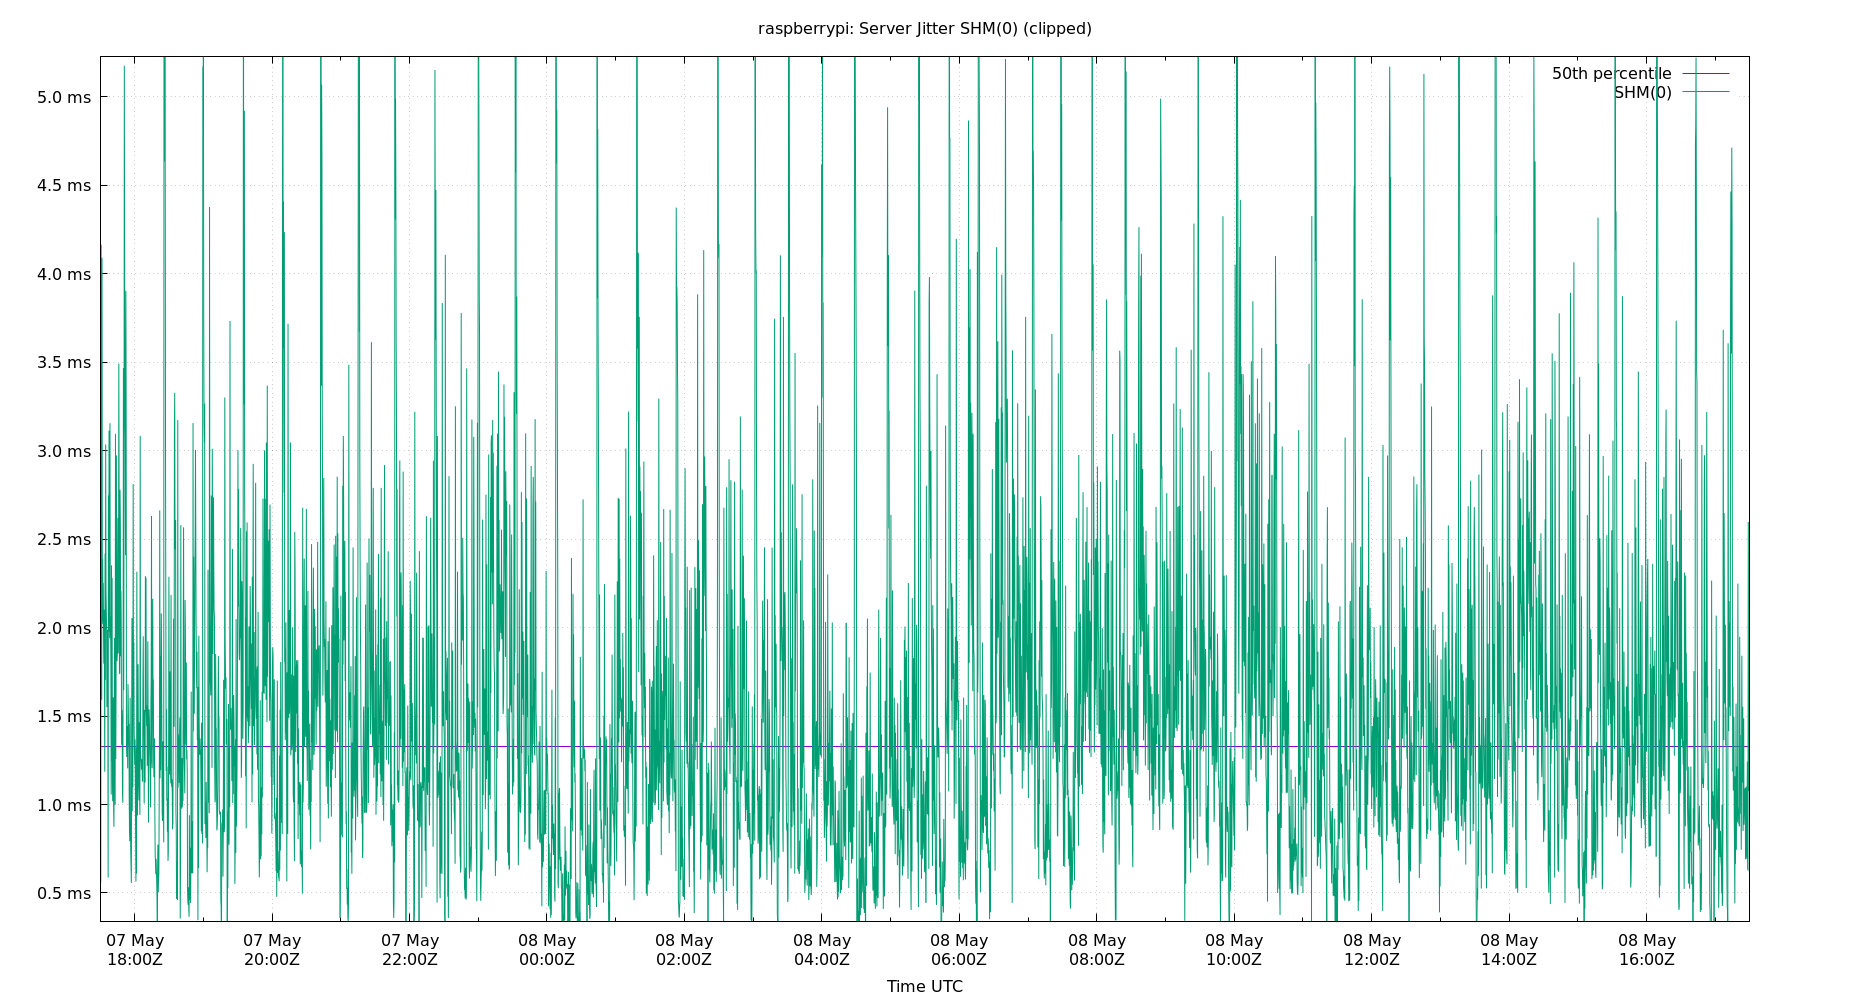 raspberrypi: Server Jitter SHM(0) (clipped)
50th percentile
SHM(0)
5.0 ms
4.5 ms
4.0 ms
3.5 ms
3.0 ms
2.5 ms
2.0 ms
1.5 ms
1.0 ms
0.5 ms
07 May 07 May 07 May 08 May 08 May 08 May 08 May 08 May 08 May 08 May 08 May 08 May
18:00Z 20:00Z 22:00Z 00:00Z 02:00Z 04:00Z 06:00Z 08:00Z 10:00Z 12:00Z 14:00Z 16:00Z
Time UTC